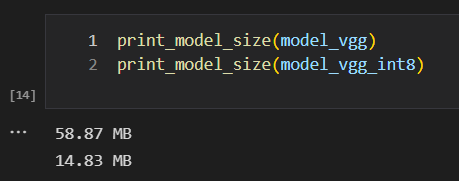 1 print_model_size(model_vgg)
2 print_model_size(model_vgg_int8)
[14]
... 58.87 MB
14.83 MB